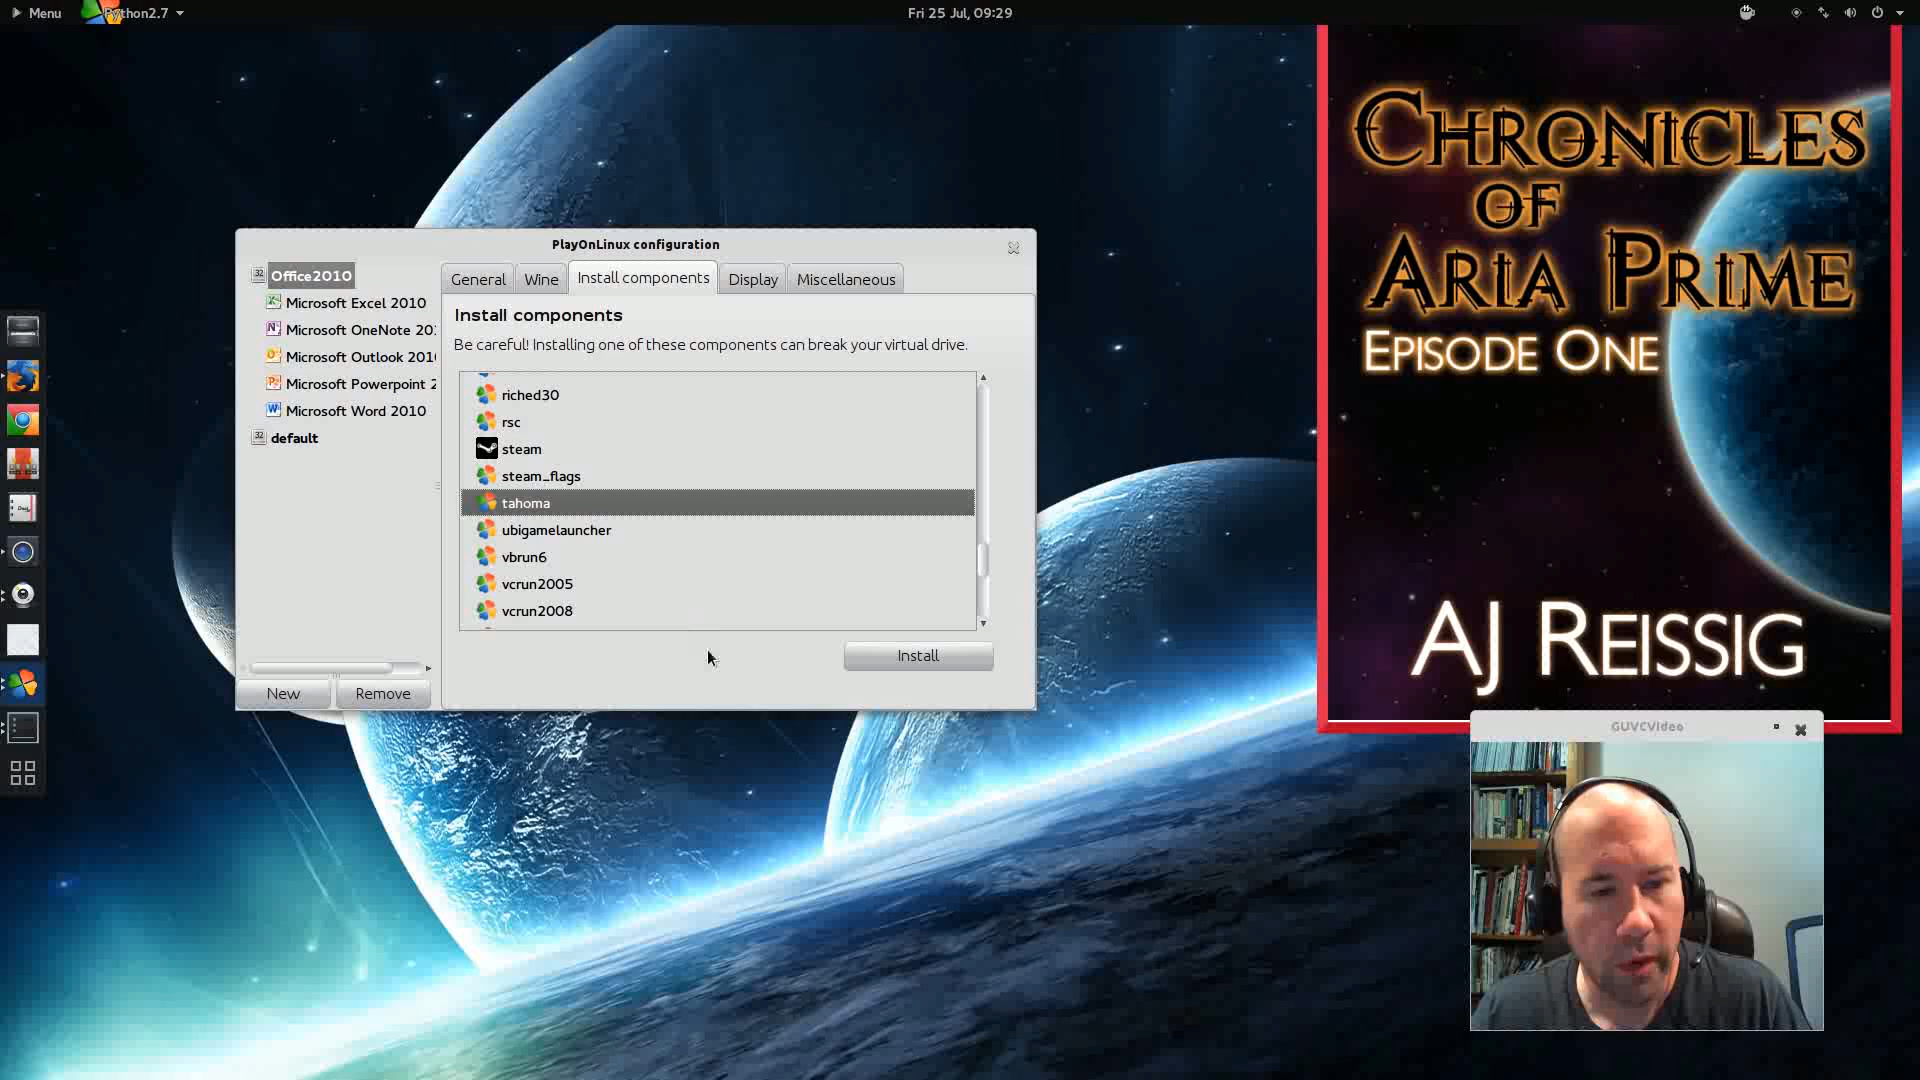 Menu
Python2.7
Fri 25 Jul, 09:29
PlayOnLinux configuration
Office2010
Microsoft Excel 2010
Microsoft OneNote 20
Microsoft Outlook 201
Microsoft Powerpoint 2
Microsoft Word 2010
default
New
Remove
General
Wine
Install components
Display
Miscellaneous
Install components
Be careful! Installing one of these components can break your virtual drive.
riched30
rsc
steam
steam_flags
tahoma
ubigamelauncher
vbrun6
vcrun2005
vcrun2008
Install
CHRONICLES
OF
ARIA PRIME
EPISODE ONE
AJ REISSIG
GUVCVideo